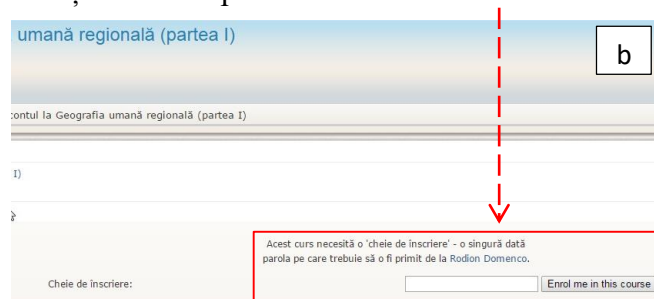 umană regională (partea I)
b
contul la Geografia umană regională (partea I)
I)
Acest curs necesită o 'cheie de înscriere' - o singură dată
parola pe care trebuie să o fi primit de la Rodion Domenco.
Cheie de înscriere:
Enrol me in this course